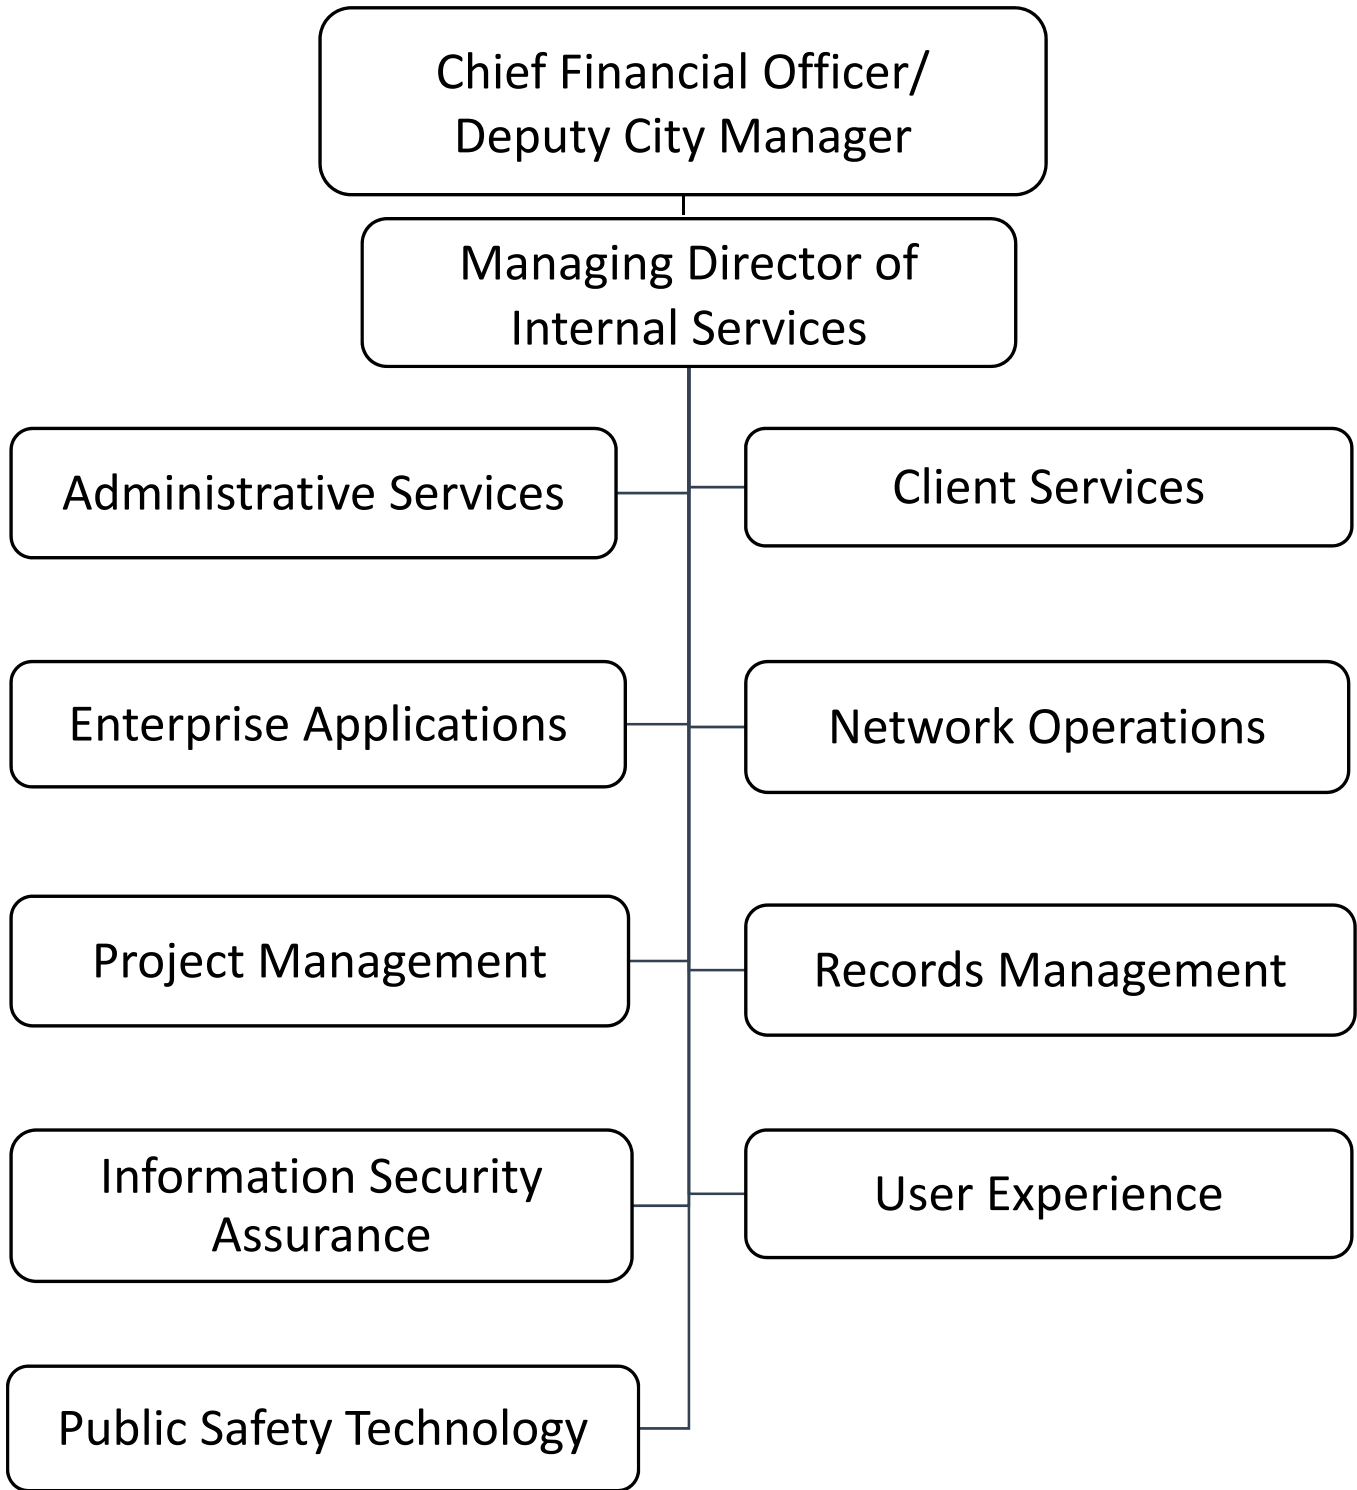 Chief Financial Officer/
Deputy City Manager
Managing Director of
Internal Services
Administrative Services
Client Services
Enterprise Applications
Network Operations
Project Management
Records Management
Information Security
Assurance
User Experience
Public Safety Technology